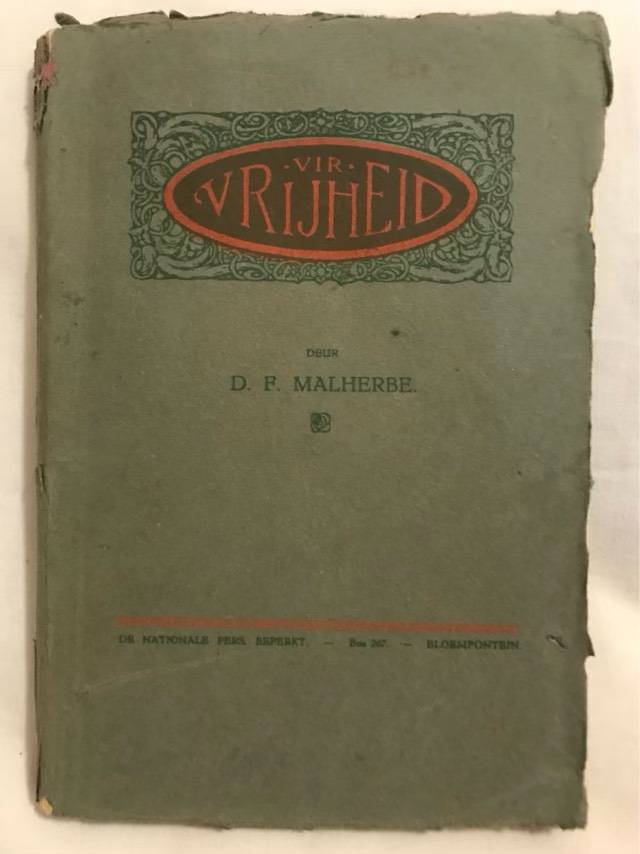 · VIR ·
VRIJHEID
DEUR
D. F. MALHERBE.
DE NATIONALE PERS, BEPERKT. — Bus 267. — BLOEMFONTEIN